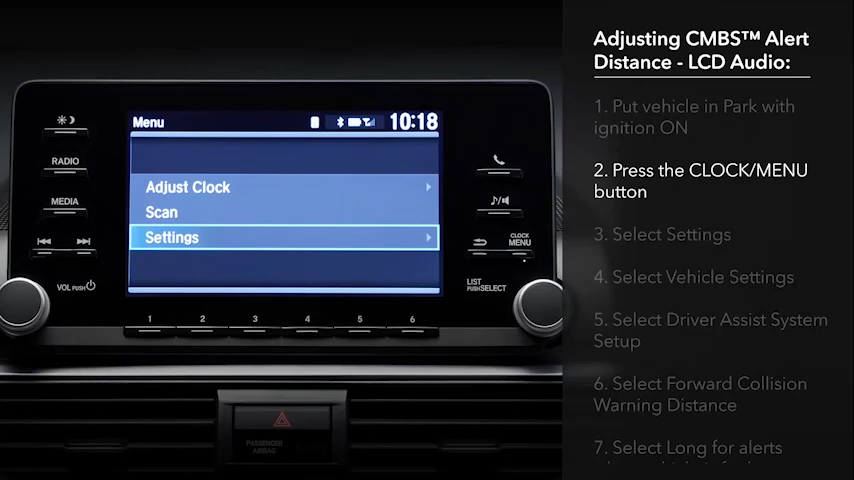 Adjusting CMBS™ Alert
Distance - LCD Audio:
1. Put vehicle in Park with
ignition ON
2. Press the CLOCK/MENU
button
3. Select Settings
4. Select Vehicle Settings
5. Select Driver Assist System
Setup
6. Select Forward Collision
Warning Distance
7. Select Long for alerts
Menu
10:18
Adjust Clock
Scan
Settings
RADIO
MEDIA
VOL PUSH
CLOCK
MENU
LIST
PUSH SELECT
1 2 3 4 5 6
PASSENGER
AIRBAG